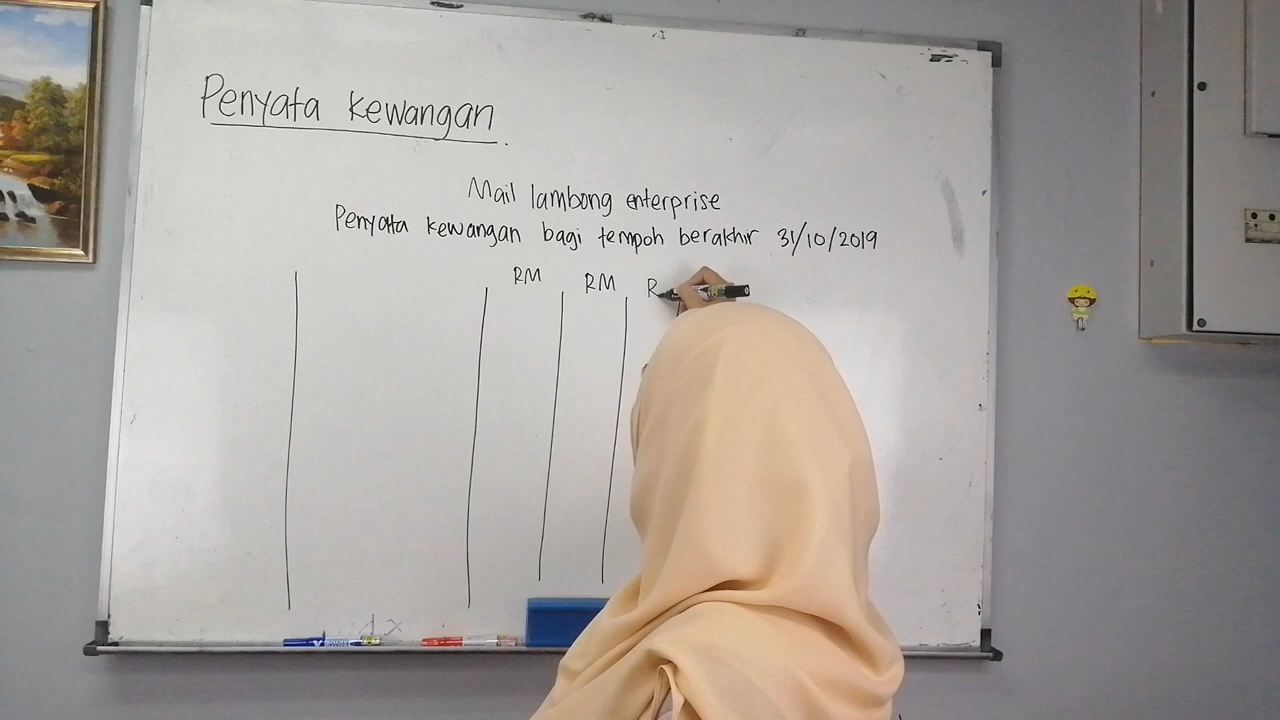 Penyata kewangan
Mail lambong enterprise
Penyata kewangan bagi tempoh berakhir 31/10/2019
RM RM R